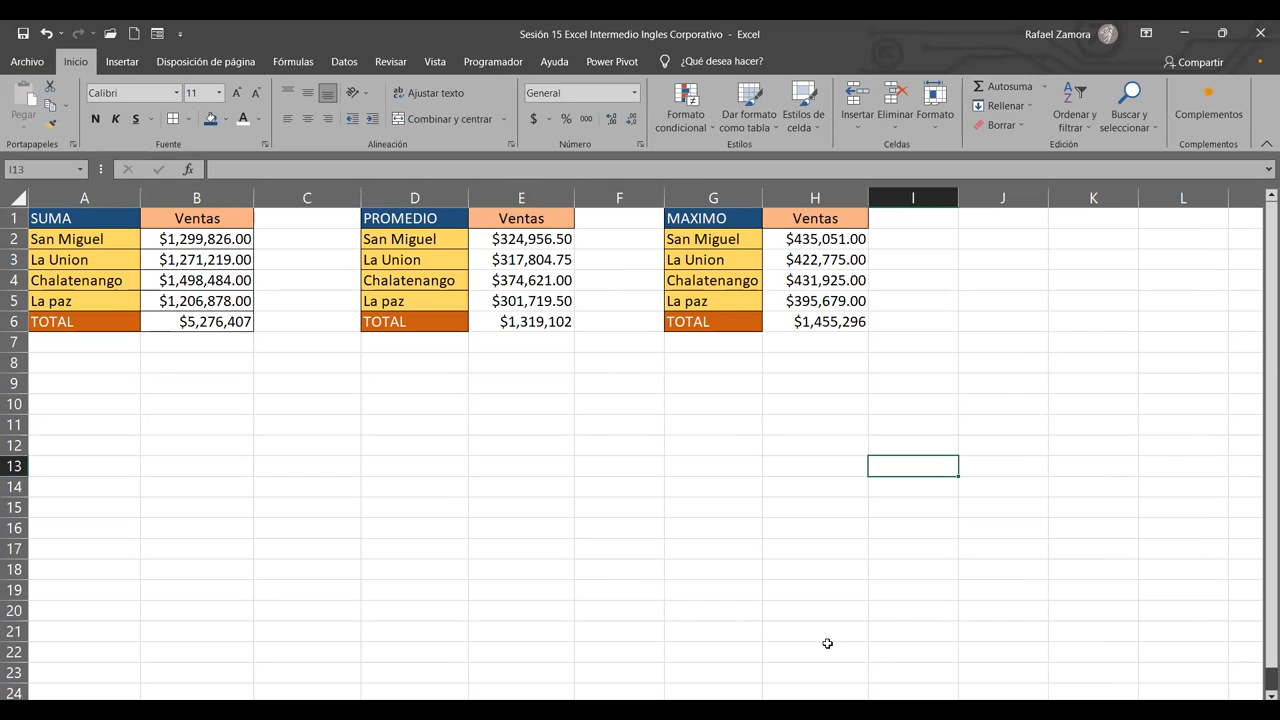 Sesión 15 Excel Intermedio Ingles Corporativo - Excel
Rafael Zamora
Archivo Inicio Insertar Disposición de página Fórmulas Datos Revisar Vista Programador Ayuda Power Pivot ¿Qué desea hacer? Compartir
Pegar
Calibri 11
N K S
Ajustar texto
Combinar y centrar
General
$ % 000
Formato condicional
Dar formato como tabla
Estilos de celda
Insertar Eliminar Formato
Autosuma
Rellenar
Borrar
Ordenar y filtrar
Buscar y seleccionar
Complementos
Portapapeles Fuente Alineación Número Estilos Celdas Edición Complementos
I13 fx
A B C D E F G H I J K L
1 SUMA Ventas PROMEDIO Ventas MAXIMO Ventas
2 San Miguel $1,299,826.00 San Miguel $324,956.50 San Miguel $435,051.00
3 La Union $1,271,219.00 La Union $317,804.75 La Union $422,775.00
4 Chalatenango $1,498,484.00 Chalatenango $374,621.00 Chalatenango $431,925.00
5 La paz $1,206,878.00 La paz $301,719.50 La paz $395,679.00
6 TOTAL $5,276,407 TOTAL $1,319,102 TOTAL $1,455,296
7
8
9
10
11
12
13
14
15
16
17
18
19
20
21
22
23
24